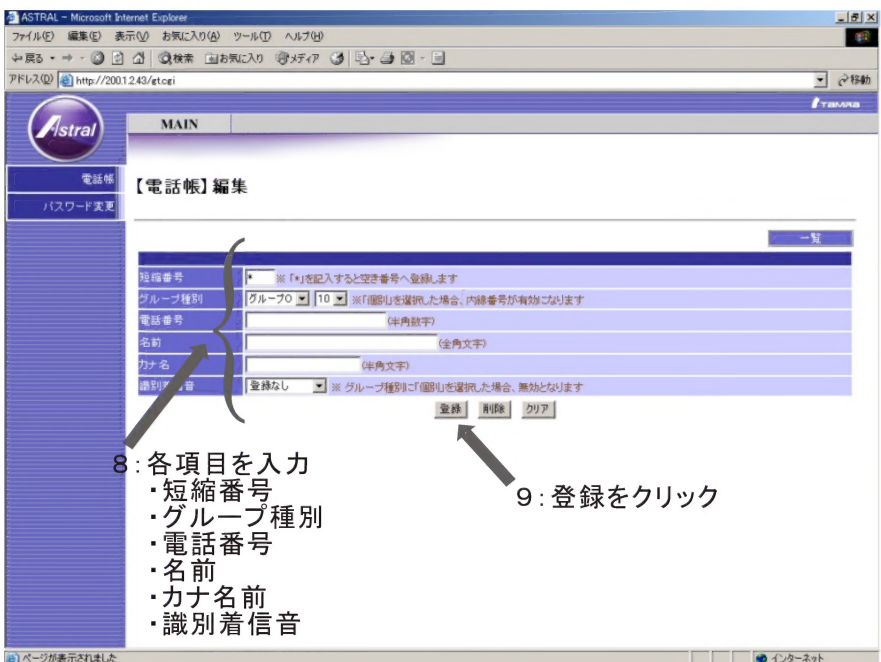 ASTRAL - Microsoft Internet Explorer
ファイル(F) 編集(E) 表示(V) お気に入り(A) ツール(T) ヘルプ(H)
戻る 検索 お気に入り メディア
アドレス(D) http://200.1.2.43/gt.cgi 移動
TAMRA
Astral
MAIN
電話帳
パスワード変更
【電話帳】編集
一覧
短縮番号 * ※「*」を記入すると空き番号へ登録します
グループ種別 グループ0 10 ※「個別」を選択した場合、内線番号が有効になります
電話番号 (半角数字)
名前 (全角文字)
カナ名 (半角文字)
識別 音 登録なし ※ グループ種別に「個別」を選択した場合、無効となります
登録 削除 クリア
8:各項目を入力
・短縮番号
・グループ種別
・電話番号
・名前
・カナ名前
・識別着信音
9:登録をクリック
ページが表示されました インターネット